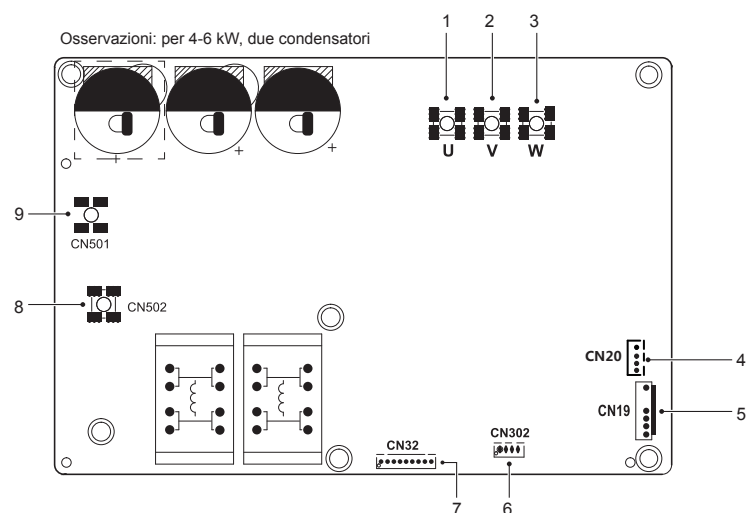 1 2 3
Osservazioni: per 4-6 kW, due condensatori
+ + +
U V W
9
CN501
8 CN502
CN20 4
CN19 5
CN32 CN302
7 6